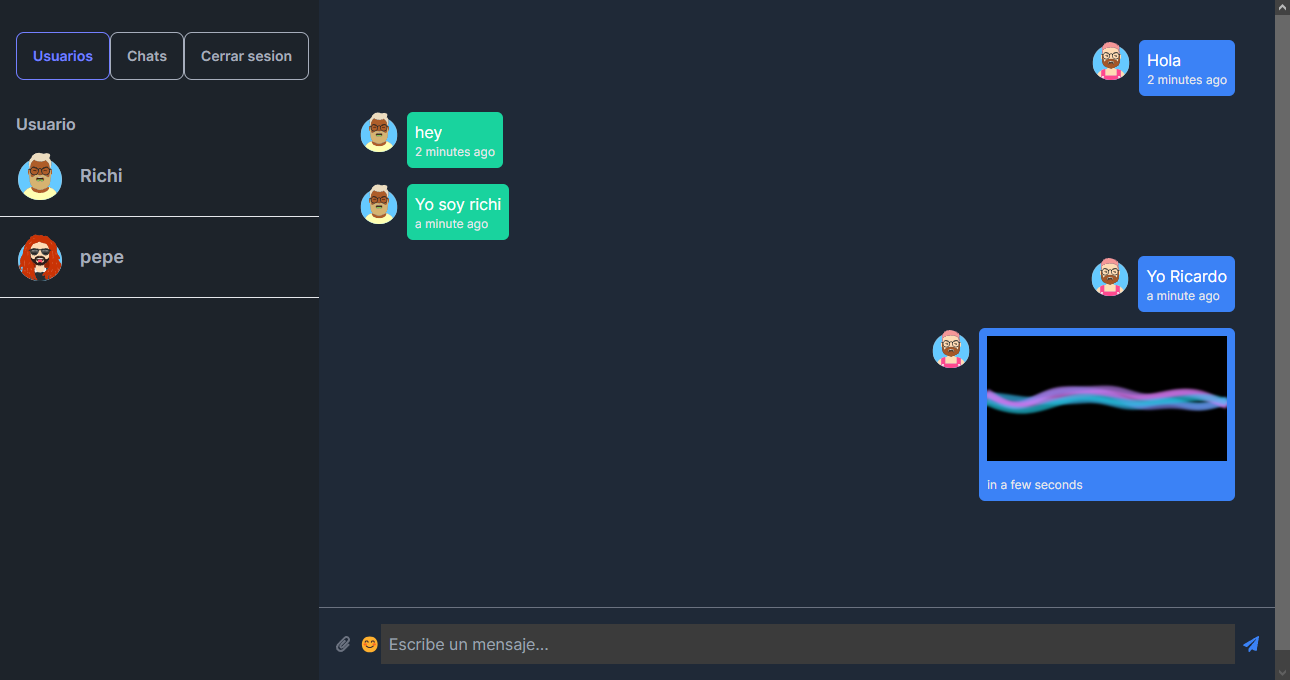 Usuarios
Chats
Cerrar sesion
Usuario
Richi
pepe
Hola
2 minutes ago
hey
2 minutes ago
Yo soy richi
a minute ago
Yo Ricardo
a minute ago
in a few seconds
Escribe un mensaje...